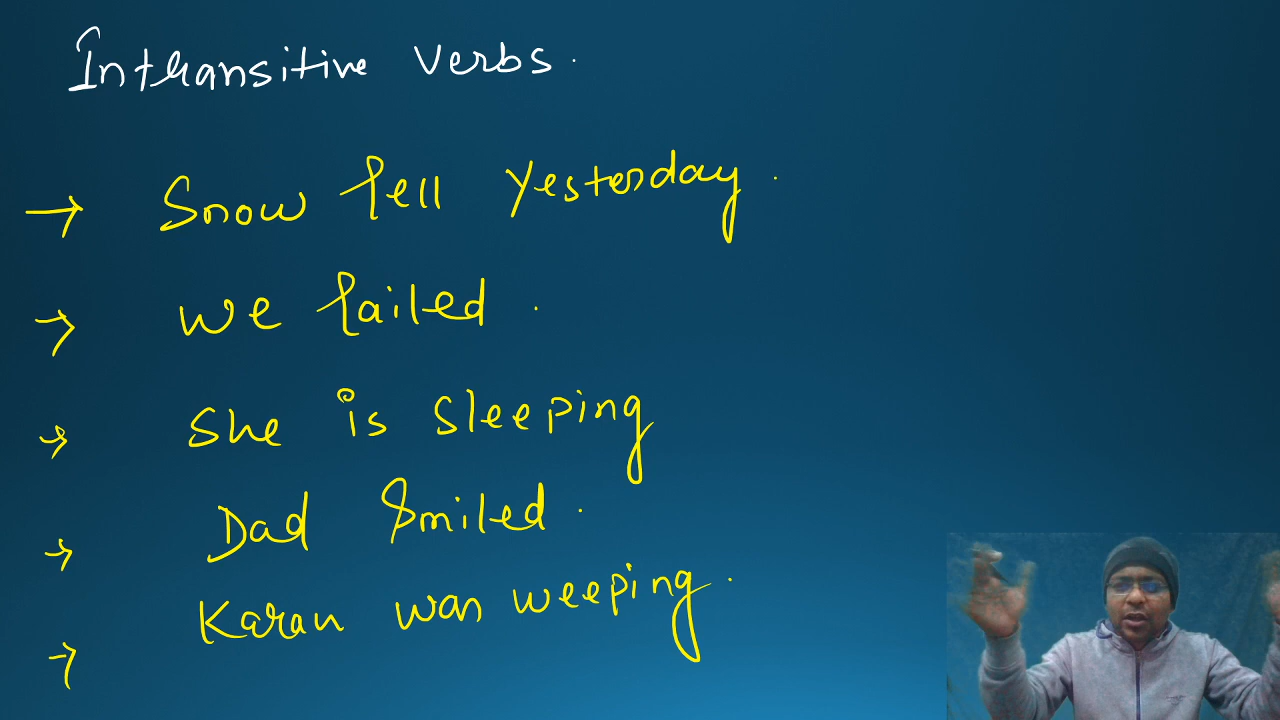 Intransitive Verbs.
→ Snow fell yesterday.
→ We failed.
→ She is sleeping
→ Dad smiled.
→ Karan was weeping.